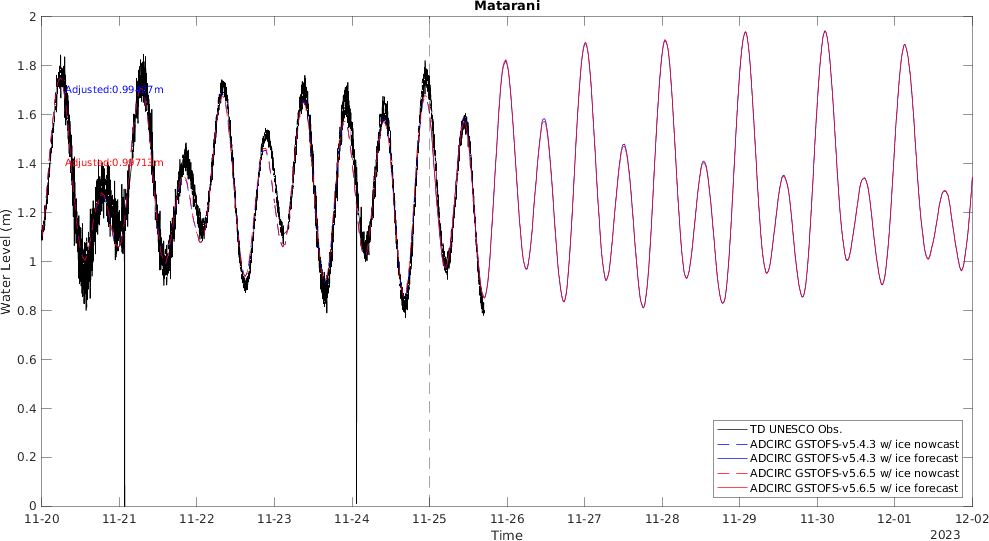 Matarani
2
1.8
1.6
1.4
1.2
1
0.8
0.6
0.4
0.2
0
Water Level (m)
Adjusted:0.99713m
TD UNESCO Obs.
ADCIRC GSTOFS-v5.4.3 w/ ice nowcast
ADCIRC GSTOFS-v5.4.3 w/ ice forecast
ADCIRC GSTOFS-v5.6.5 w/ ice nowcast
ADCIRC GSTOFS-v5.6.5 w/ ice forecast
11-20 11-21 11-22 11-23 11-24 11-25 11-26 11-27 11-28 11-29 11-30 12-01 12-02
Time
2023